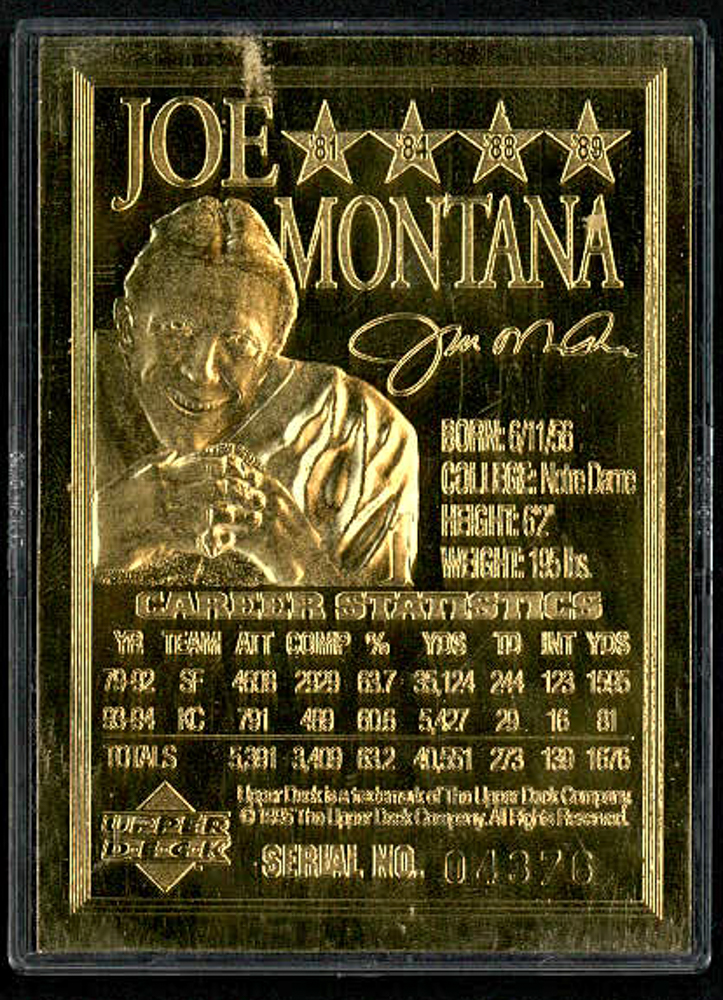 JOE '81 '84 '88 '89
MONTANA
Joe Montana
BORN: 6/11/56
COLLEGE: Notre Dame
HEIGHT: 6'2"
WEIGHT: 195 lbs.
CAREER STATISTICS
YR TEAM ATT COMP % YDS TD INT YDS
79-92 SF 4608 2929 63.7 35,124 244 123 1595
93-94 KC 791 480 60.6 5,427 29 16 81
TOTALS 5,391 3,409 63.2 40,551 273 139 1676
Upper Deck is a trademark of The Upper Deck Company.
© 1995 The Upper Deck Company. All Rights Reserved.
UPPER
DECK
SERIAL NO. 04376